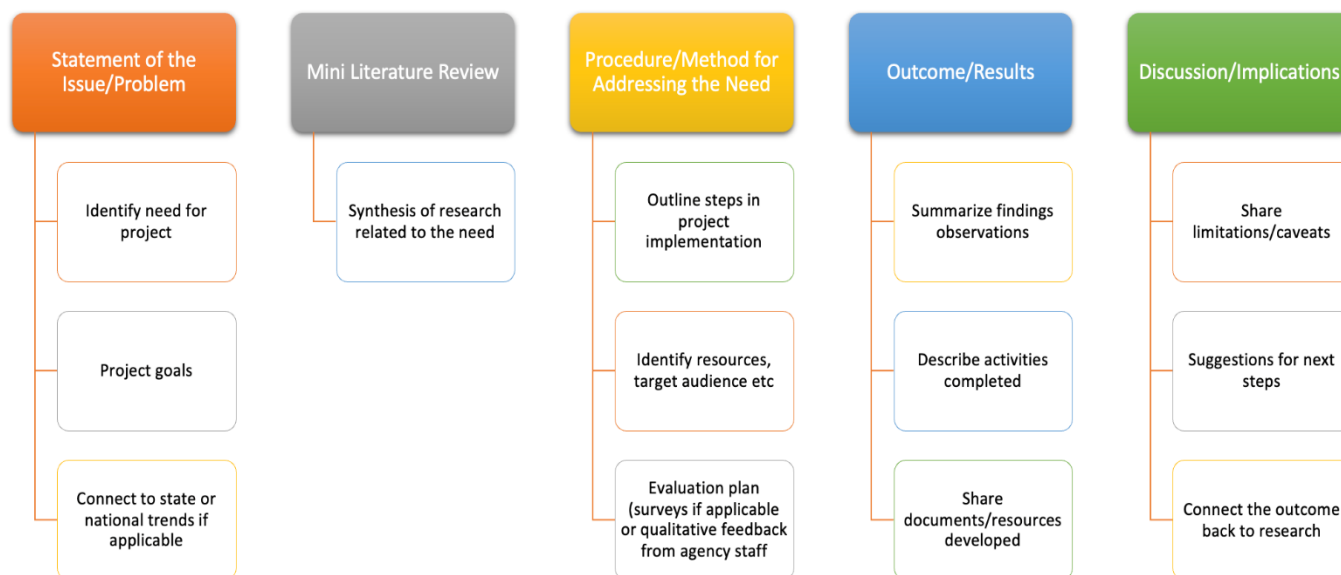 Statement of the
Issue/Problem
Identify need for
project
Project goals
Connect to state or
national trends if
applicable
Mini Literature Review
Synthesis of research
related to the need
Procedure/Method for
Addressing the Need
Outline steps in
project
implementation
Identify resources,
target audience etc
Evaluation plan
(surveys if applicable
or qualitative feedback
from agency staff
Outcome/Results
Summarize findings
observations
Describe activities
completed
Share
documents/resources
developed
Discussion/Implications
Share
limitations/caveats
Suggestions for next
steps
Connect the outcome
back to research